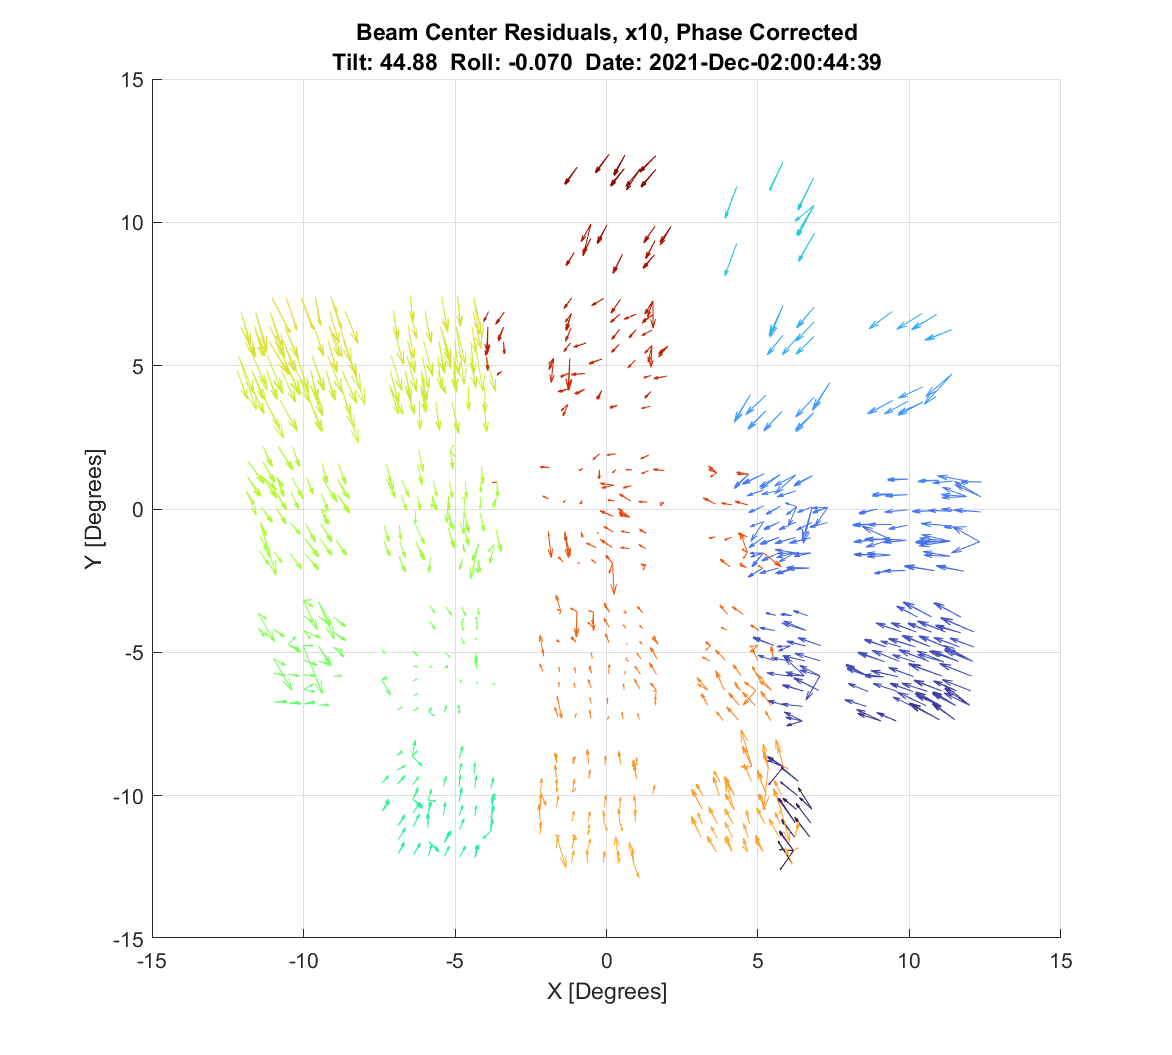 Beam Center Residuals, x10, Phase Corrected
Tilt: 44.88  Roll: -0.070  Date: 2021-Dec-02:00:44:39
15
10
5
0
-5
-10
-15
Y [Degrees]
-15 -10 -5 0 5 10 15
X [Degrees]